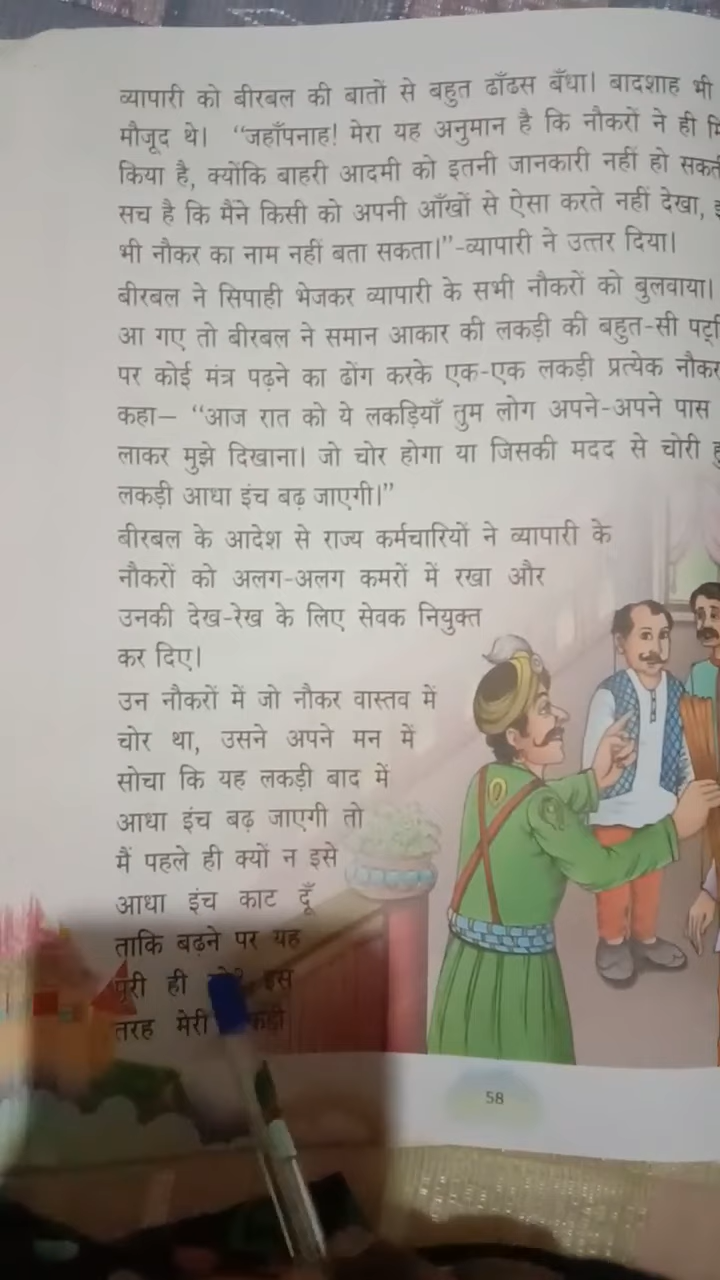 व्यापारी को बीरबल की बातों से बहुत ढाँढस बँधा। बादशाह भी
मौजूद थे। “जहाँपनाह! मेरा यह अनुमान है कि नौकरों ने ही
किया है, क्योंकि बाहरी आदमी को इतनी जानकारी नहीं हो
सच है कि मैंने किसी को अपनी आँखों से ऐसा करते नहीं देखा,
भी नौकर का नाम नहीं बता सकता।”-व्यापारी ने उत्तर दिया।
बीरबल ने सिपाही भेजकर व्यापारी के सभी नौकरों को बुलवाया।
आ गए तो बीरबल ने समान आकार की लकड़ी की बहुत-सी
पर कोई मंत्र पढ़ने का ढोंग करके एक-एक लकड़ी प्रत्येक नौकर
कहा— “आज रात को ये लकड़ियाँ तुम लोग अपने-अपने पास
लाकर मुझे दिखाना। जो चोर होगा या जिसकी मदद से चोरी
लकड़ी आधा इंच बढ़ जाएगी।”
बीरबल के आदेश से राज्य कर्मचारियों ने व्यापारी के
नौकरों को अलग-अलग कमरों में रखा और
उनकी देख-रेख के लिए सेवक नियुक्त
कर दिए।
उन नौकरों में जो नौकर वास्तव में
चोर था, उसने अपने मन में
सोचा कि यह लकड़ी बाद में
आधा इंच बढ़ जाएगी तो
मैं पहले ही क्यों न इसे
आधा इंच काट दूँ
ताकि बढ़ने पर यह
पूरी ही इस
तरह मेरी
58